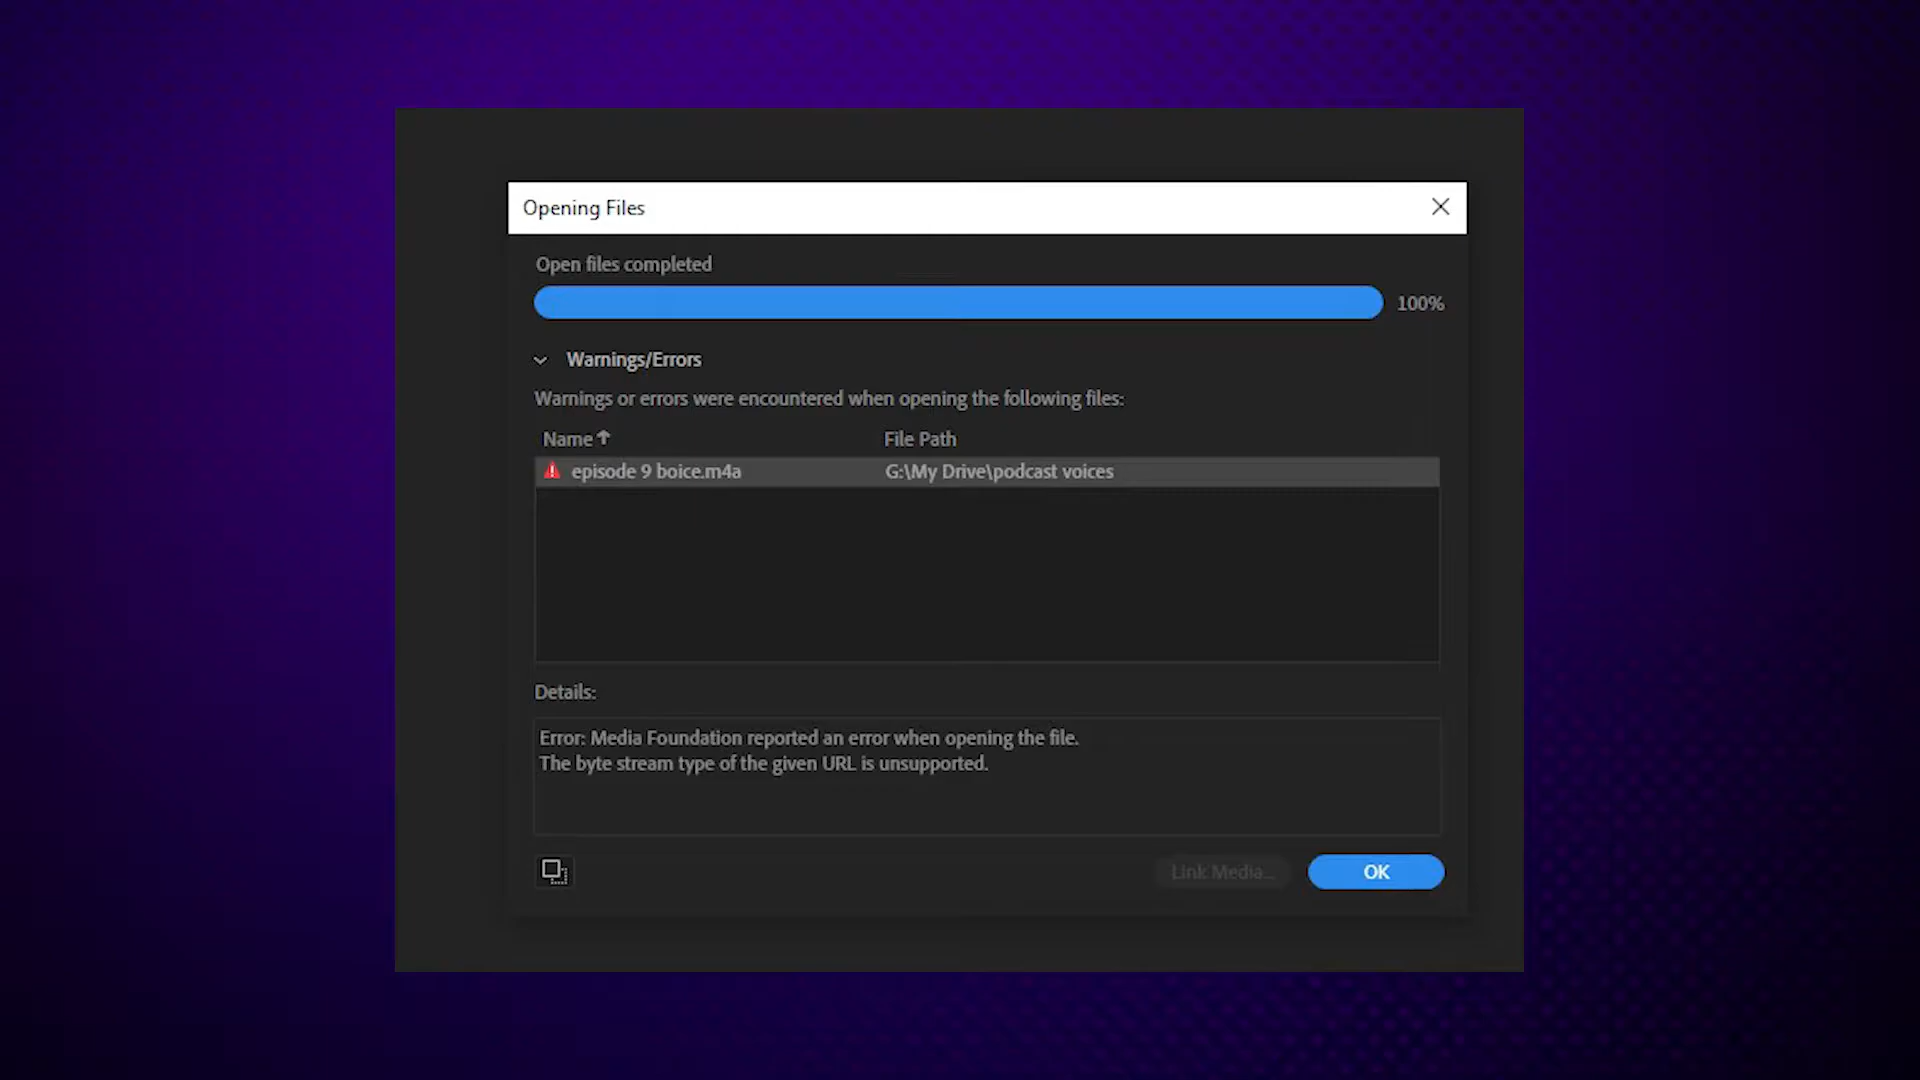 Opening Files
Open files completed
100%
Warnings/Errors
Warnings or errors were encountered when opening the following files:
Name File Path
episode 9 boice.m4a G:\My Drive\podcast voices
Details:
Error: Media Foundation reported an error when opening the file.
The byte stream type of the given URL is unsupported.
Link Media... OK